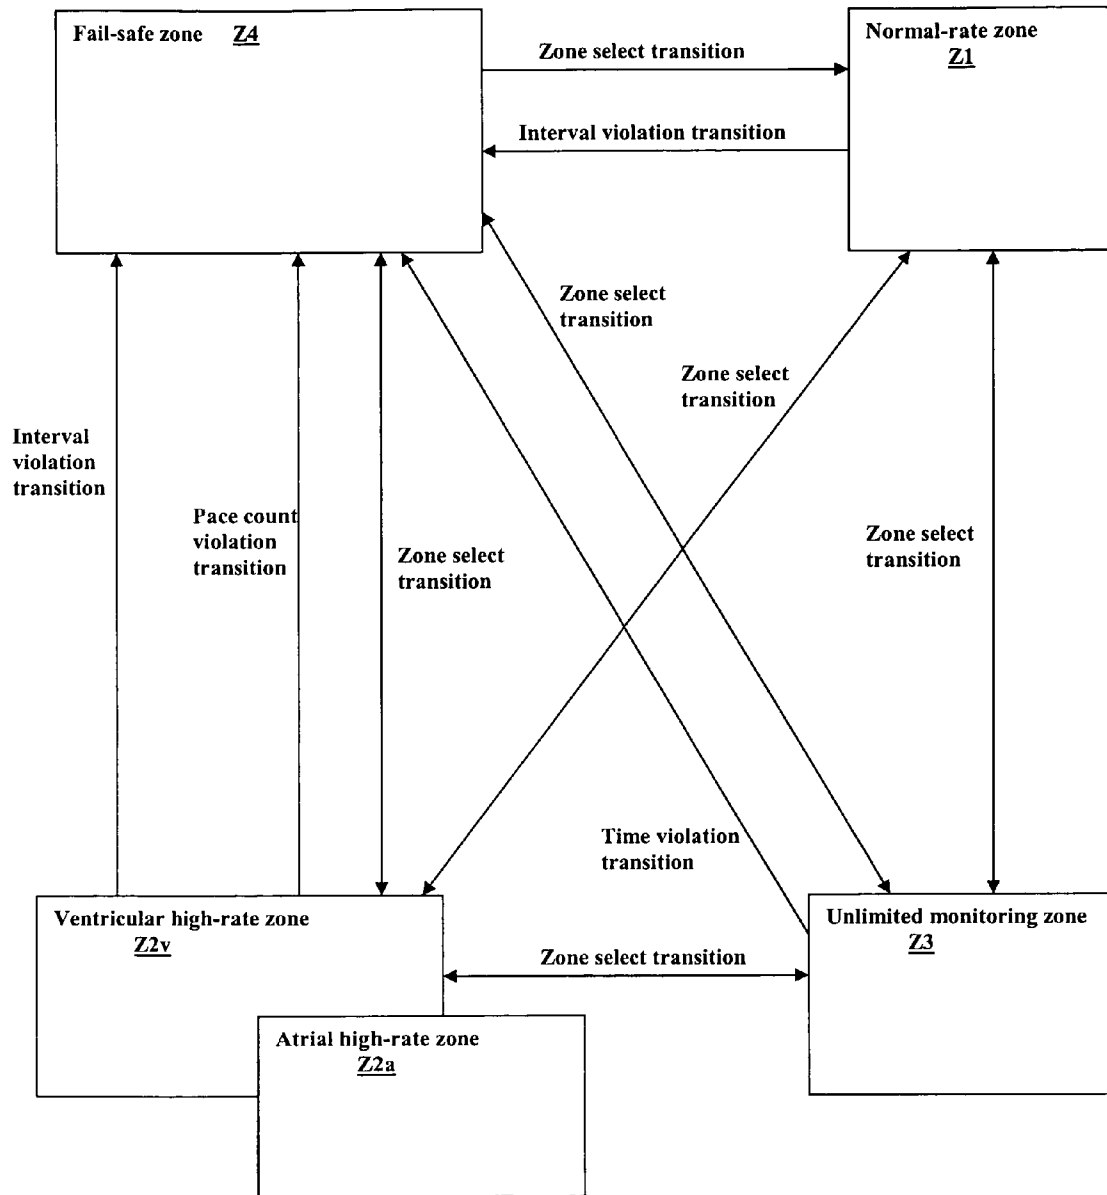 Fail-safe zone Z4
Normal-rate zone
Z1
Zone select transition
Interval violation transition
Zone select
transition
Zone select
transition
Interval
violation
transition
Pace count
violation
transition
Zone select
transition
Zone select
transition
Time violation
transition
Ventricular high-rate zone
Z2v
Unlimited monitoring zone
Z3
Zone select transition
Atrial high-rate zone
Z2a